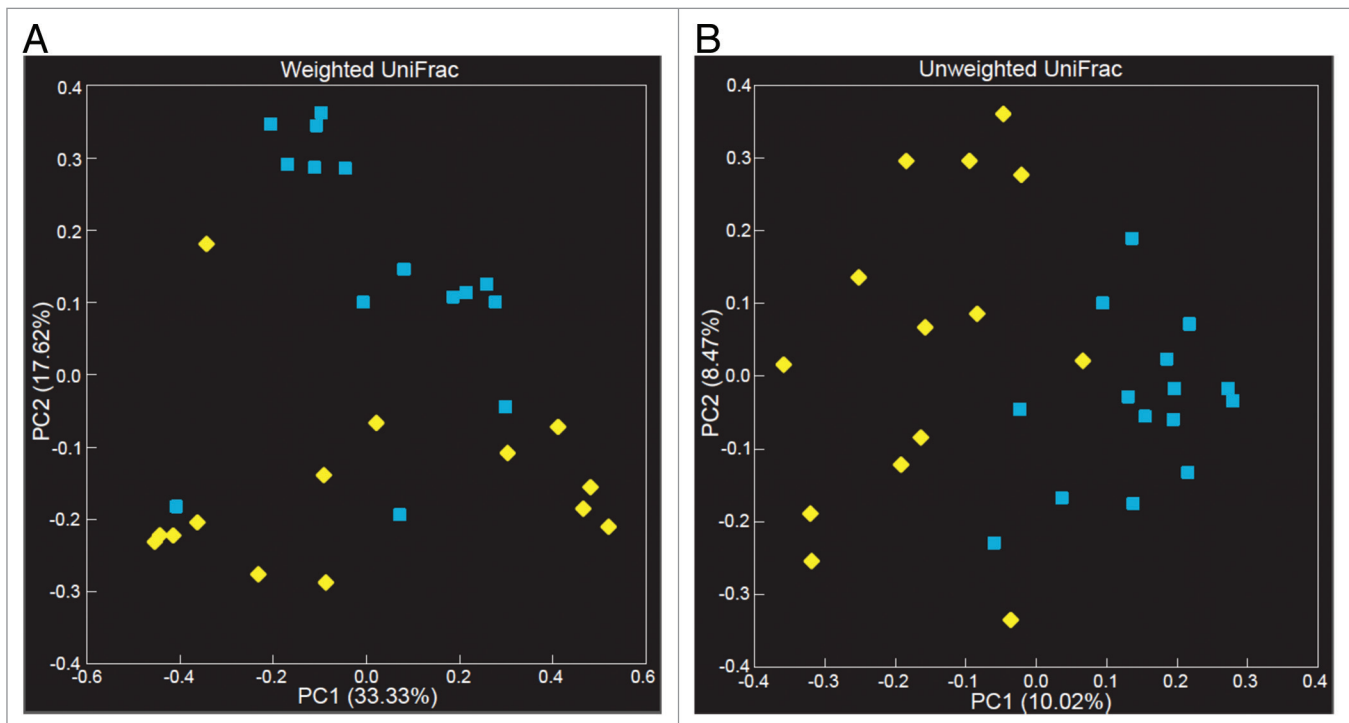 A
Weighted UniFrac
0.4
0.3
0.2
0.1
0.0
-0.1
-0.2
-0.3
-0.4
PC2 (17.62%)
-0.6 -0.4 -0.2 0.0 0.2 0.4 0.6
PC1 (33.33%)
B
Unweighted UniFrac
0.4
0.3
0.2
0.1
0.0
-0.1
-0.2
-0.3
-0.4
PC2 (8.47%)
-0.4 -0.3 -0.2 -0.1 0.0 0.1 0.2 0.3 0.4
PC1 (10.02%)